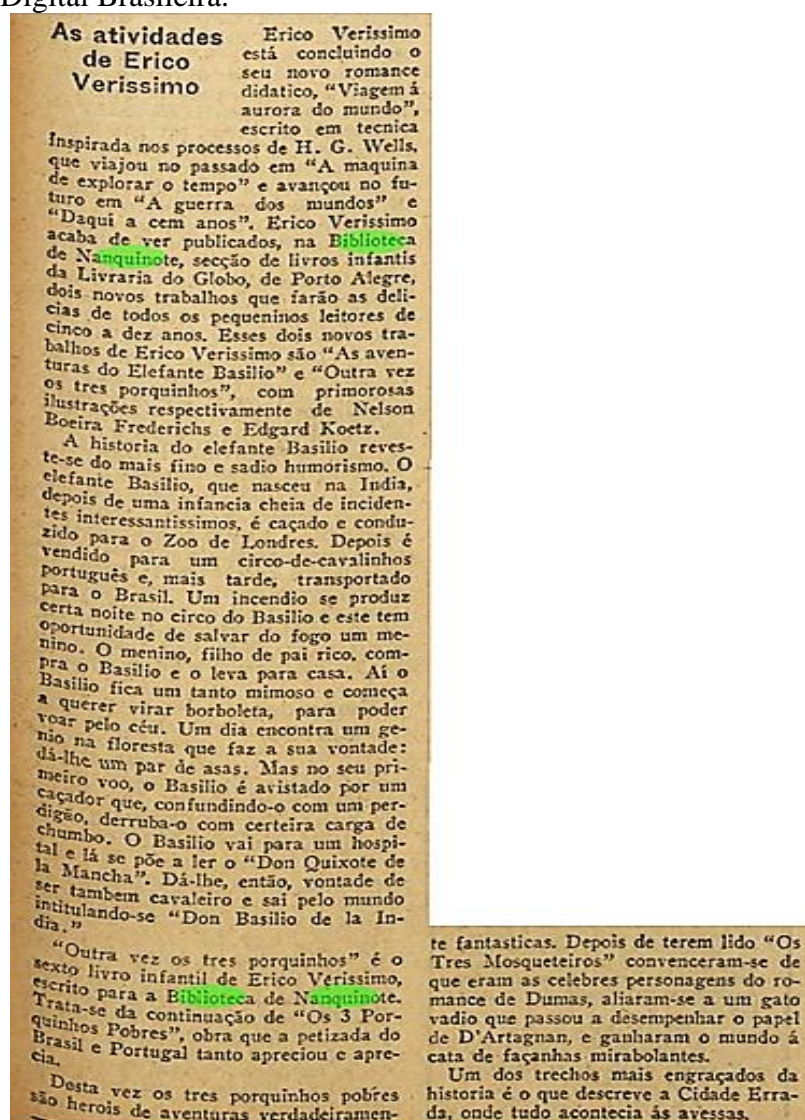 Digital Brasileira.
As atividades
de Erico
Verissimo
Erico Verissimo
está concluindo o
seu novo romance
didatico, “Viagem á
aurora do mundo”,
escrito em tecnica
Inspirada nos processos de H. G. Wells,
que viajou no passado em “A maquina
de explorar o tempo” e avançou no fu-
turo em “A guerra dos mundos” e
“Daqui a cem anos”. Erico Verissimo
acaba de ver publicados, na Biblioteca
de Nanquinote, secção de livros infantis
da Livraria do Globo, de Porto Alegre,
dois novos trabalhos que farão as deli-
cias de todos os pequeninos leitores de
cinco a dez anos. Esses dois novos tra-
balhos de Erico Verissimo são “As aven-
turas do Elefante Basilio” e “Outra vez
os tres porquinhos”, com primorosas
ilustrações respectivamente de Nelson
Boeira Frederichs e Edgard Koetz.
A historia do elefante Basilio reves-
te-se do mais fino e sadio humorismo. O
elefante Basilio, que nasceu na India,
depois de uma infancia cheia de inciden-
tes interessantissimos, é caçado e condu-
zido para o Zoo de Londres. Depois é
vendido para um circo-de-cavalinhos
português e, mais tarde, transportado
para o Brasil. Um incendio se produz
certa noite no circo do Basilio e este tem
oportunidade de salvar do fogo um me-
nino. O menino, filho de pai rico, com-
pra o Basilio e o leva para casa. Aí o
Basilio fica um tanto mimoso e começa
a querer virar borboleta, para poder
voar pelo céu. Um dia encontra um ge-
nio na floresta que faz a sua vontade:
dá-lhe um par de asas. Mas no seu pri-
meiro voo, o Basilio é avistado por um
caçador que, confundindo-o com um per-
digão, derruba-o com certeira carga de
chumbo. O Basilio vai para um hospi-
tal e lá se põe a ler o “Don Quixote de
la Mancha”. Dá-lhe, então, vontade de
ser tambem cavaleiro e sai pelo mundo
intitulando-se “Don Basilio de la In-
dia.”
“Outra vez os tres porquinhos” é o
sexto livro infantil de Erico Verissimo,
escrito para a Biblioteca de Nanquinote.
Trata-se da continuação de “Os 3 Por-
quinhos Pobres”, obra que a petizada do
Brasil e Portugal tanto apreciou e apre-
cia.
Desta vez os tres porquinhos pobres
são herois de aventuras verdadeiramen-
te fantasticas. Depois de terem lido “Os
Tres Mosqueteiros” convenceram-se de
que eram as celebres personagens do ro-
mance de Dumas, aliaram-se a um gato
vadio que passou a desempenhar o papel
de D'Artagnan, e ganharam o mundo á
cata de façanhas mirabolantes.
Um dos trechos mais engraçados da
historia é o que descreve a Cidade Erra-
da, onde tudo acontecia ás avessas.